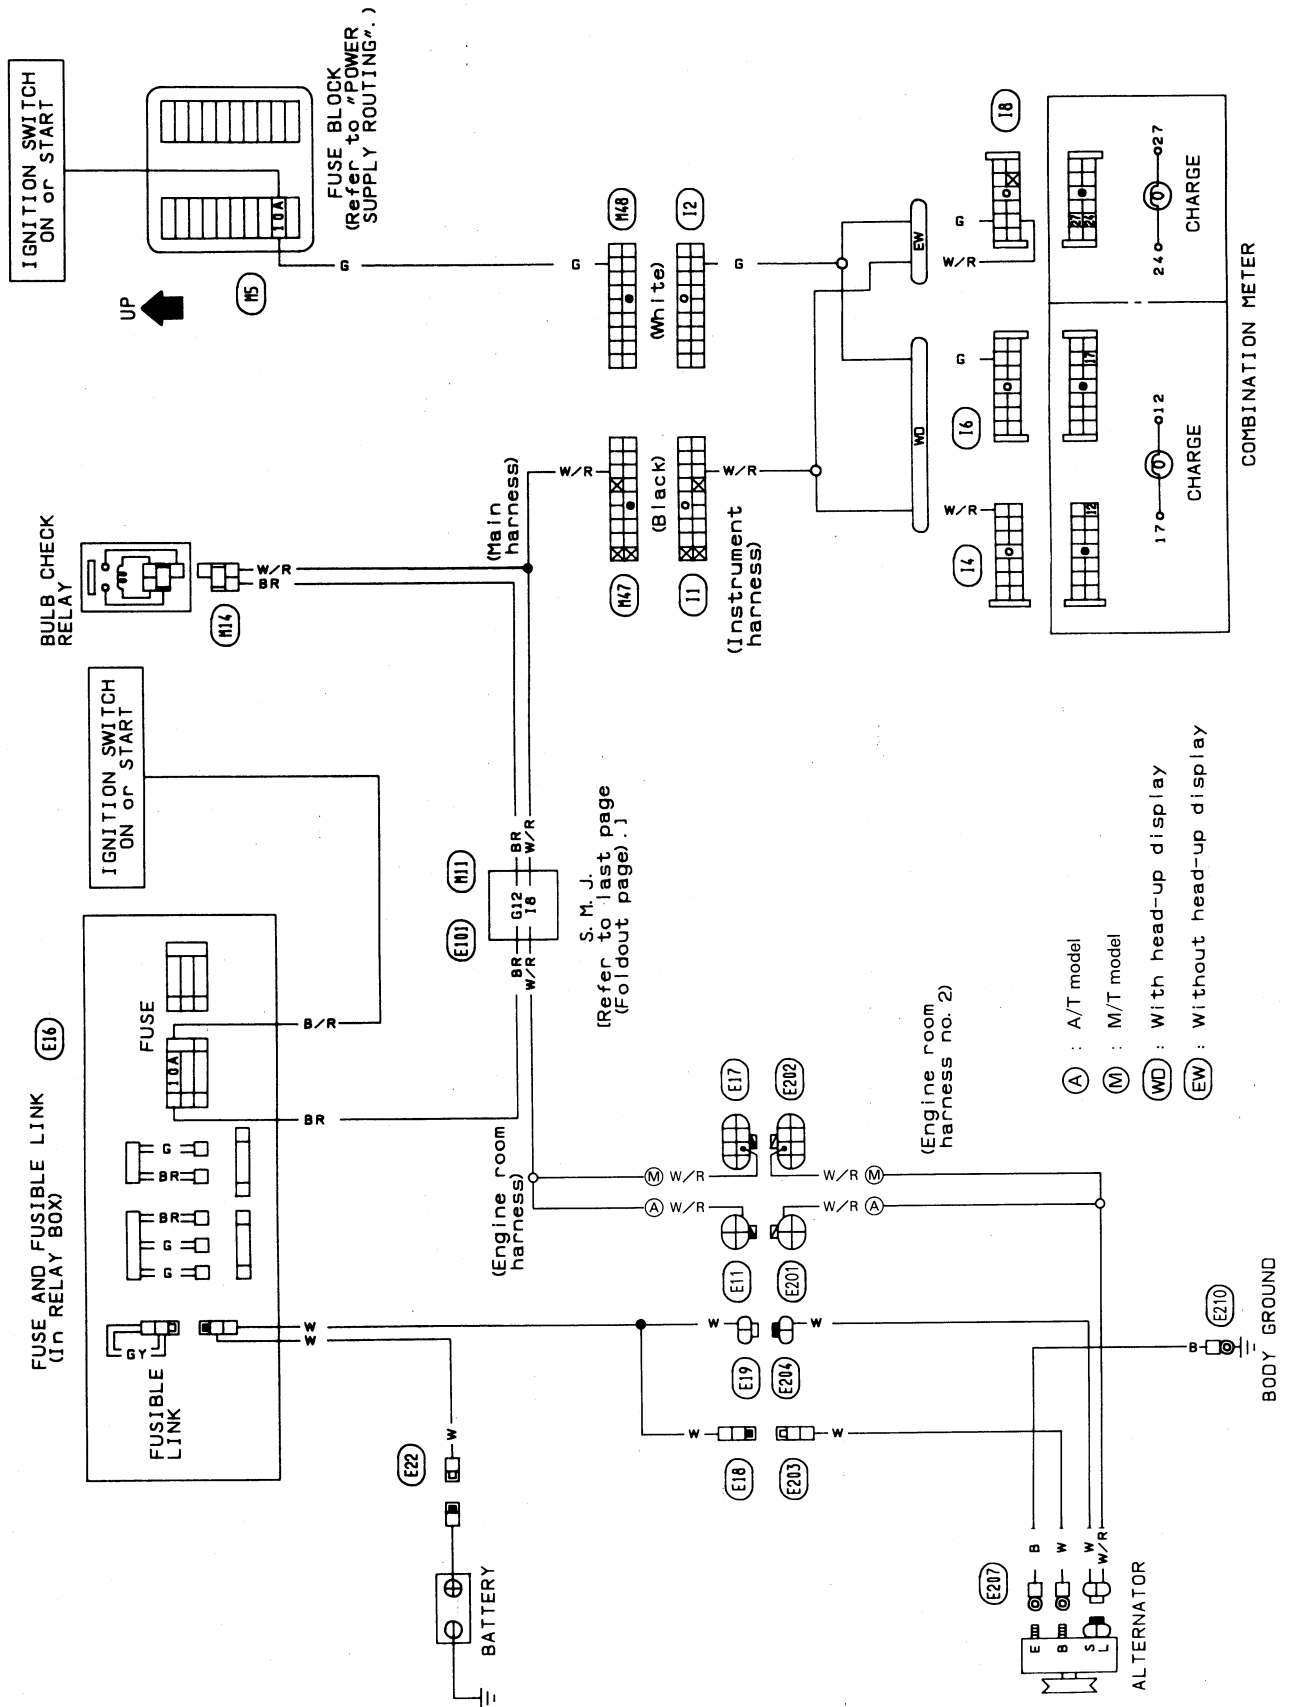 IGNITION SWITCH
ON or START
10A
FUSE BLOCK
(Refer to "POWER
SUPPLY ROUTING".)
UP
M5
G
G
M48
I2
(White)
G
EW
G
W/R
I8
27
24
24
27
CHARGE
COMBINATION METER
BULB CHECK
RELAY
W/R
BR
M14
(Main
harness)
W/R
M47
I1
(Black)
W/R
(Instrument
harness)
WD
G
W/R
I6
I4
17
12
17
12
CHARGE
IGNITION SWITCH
ON or START
FUSE AND FUSIBLE LINK
(In RELAY BOX)
E16
FUSE
10A
B/R
BR
G
BR
BR
G
G
GY
FUSIBLE
LINK
W
W
E101
M11
BR
W/R
G12
I8
BR
W/R
S. M. J.
[Refer to last page
(Foldout page).]
(Engine room
harness)
M W/R
A W/R
E17
E202
W/R M
W/R A
E11
E201
(Engine room
harness no. 2)
W
E19
E204
W
W
E18
E203
W
E22
W
BATTERY
B
E210
BODY GROUND
E207
B
W
W
W/R
E
B
S
L
ALTERNATOR
A : A/T model
M : M/T model
WD : With head-up display
EW : Without head-up display